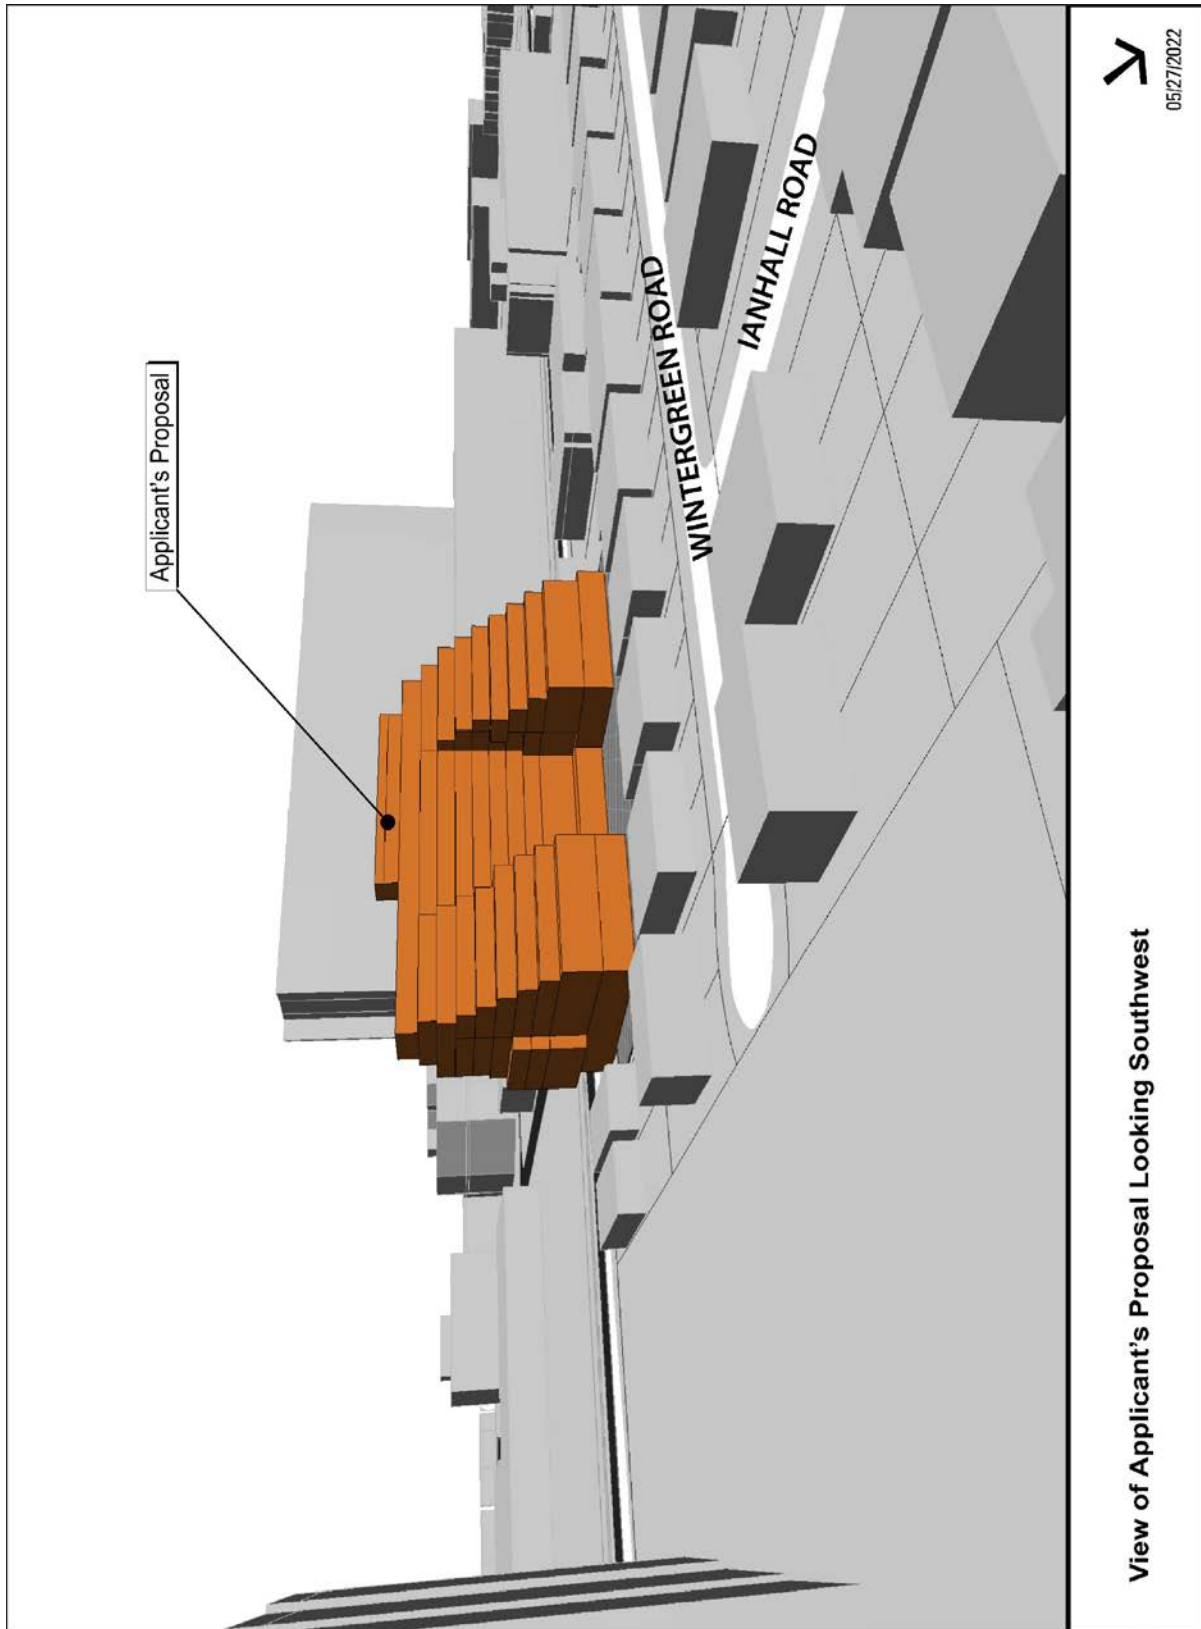 Applicant's Proposal
WINTERGREEN ROAD
IANHALL ROAD
View of Applicant's Proposal Looking Southwest
05/27/2022